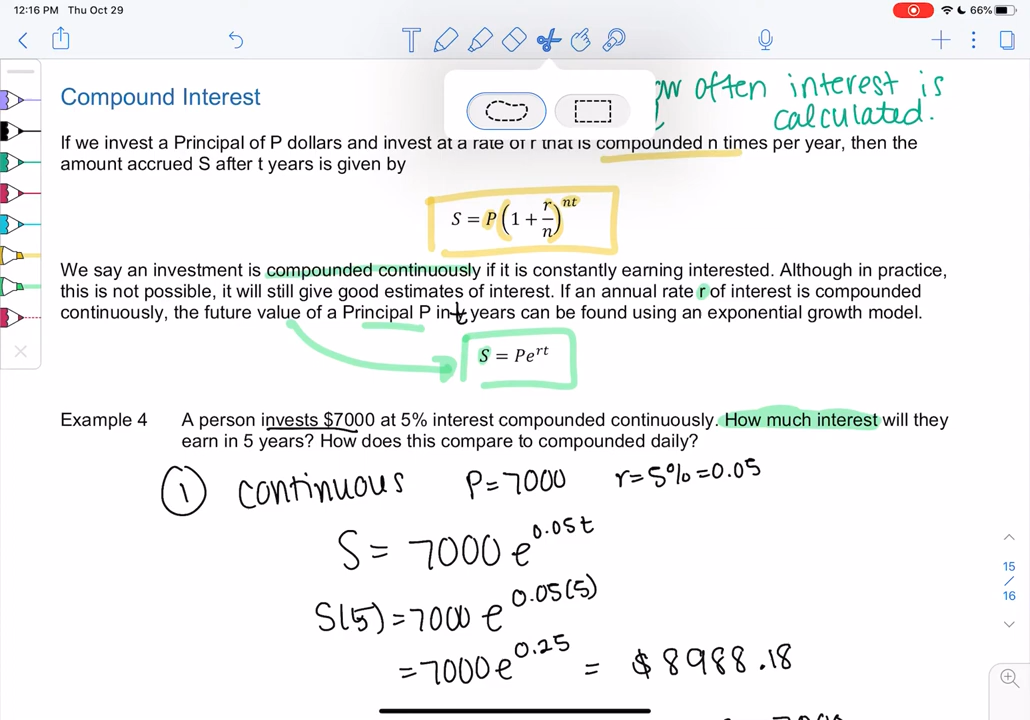 12:16 PM Thu Oct 29
66%
how often interest is
calculated.
Compound Interest
If we invest a Principal of P dollars and invest at a rate of r that is compounded n times per year, then the
amount accrued S after t years is given by
S = P(1 + r/n)^nt
We say an investment is compounded continuously if it is constantly earning interested. Although in practice,
this is not possible, it will still give good estimates of interest. If an annual rate r of interest is compounded
continuously, the future value of a Principal P in t years can be found using an exponential growth model.
S = Pe^rt
Example 4 A person invests $7000 at 5% interest compounded continuously. How much interest will they
earn in 5 years? How does this compare to compounded daily?
① continuous P=7000 r=5%=0.05
S = 7000 e^0.05t
S(5) = 7000 e^0.05(5)
= 7000 e^0.25 = $8988.18
15
/
16